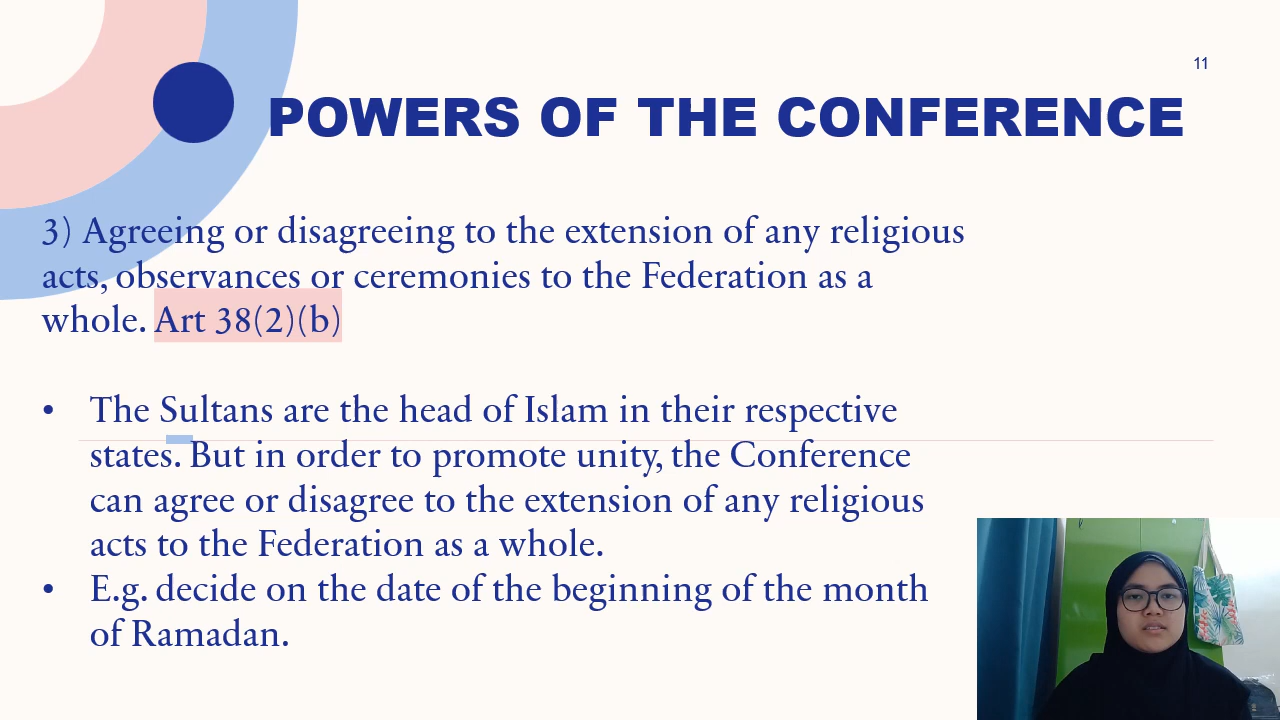 11
POWERS OF THE CONFERENCE
3) Agreeing or disagreeing to the extension of any religious
acts, observances or ceremonies to the Federation as a
whole. Art 38(2)(b)
• The Sultans are the head of Islam in their respective
states. But in order to promote unity, the Conference
can agree or disagree to the extension of any religious
acts to the Federation as a whole.
• E.g. decide on the date of the beginning of the month
of Ramadan.